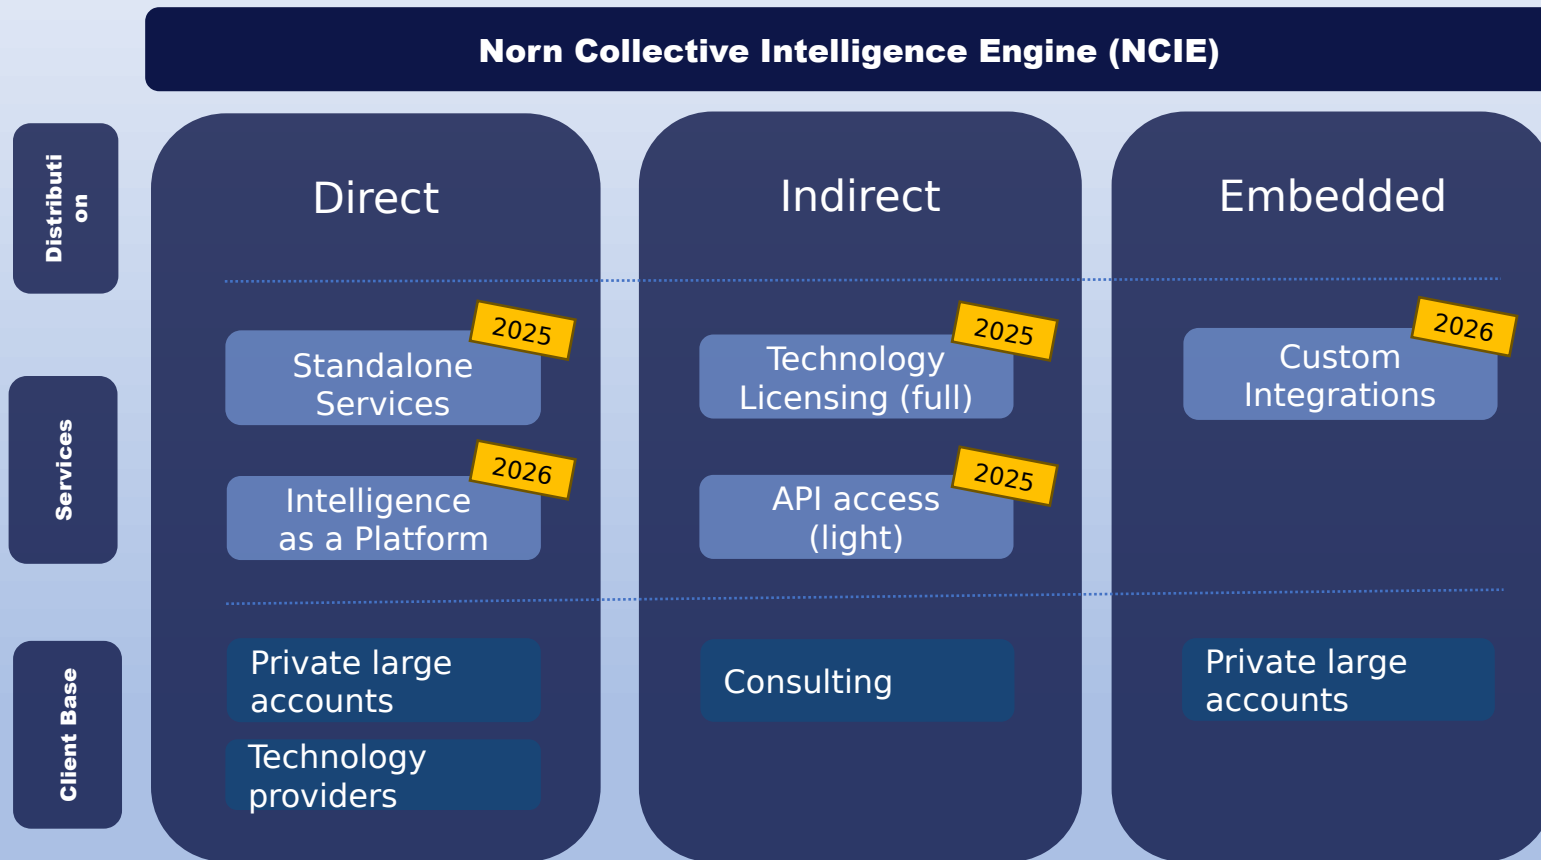 Norn Collective Intelligence Engine (NCIE)
Distributi
on
Direct
Indirect
Embedded
Services
2025
Standalone
Services
2026
Intelligence
as a Platform
2025
Technology
Licensing (full)
2025
API access
(light)
2026
Custom
Integrations
Client Base
Private large
accounts
Technology
providers
Consulting
Private large
accounts